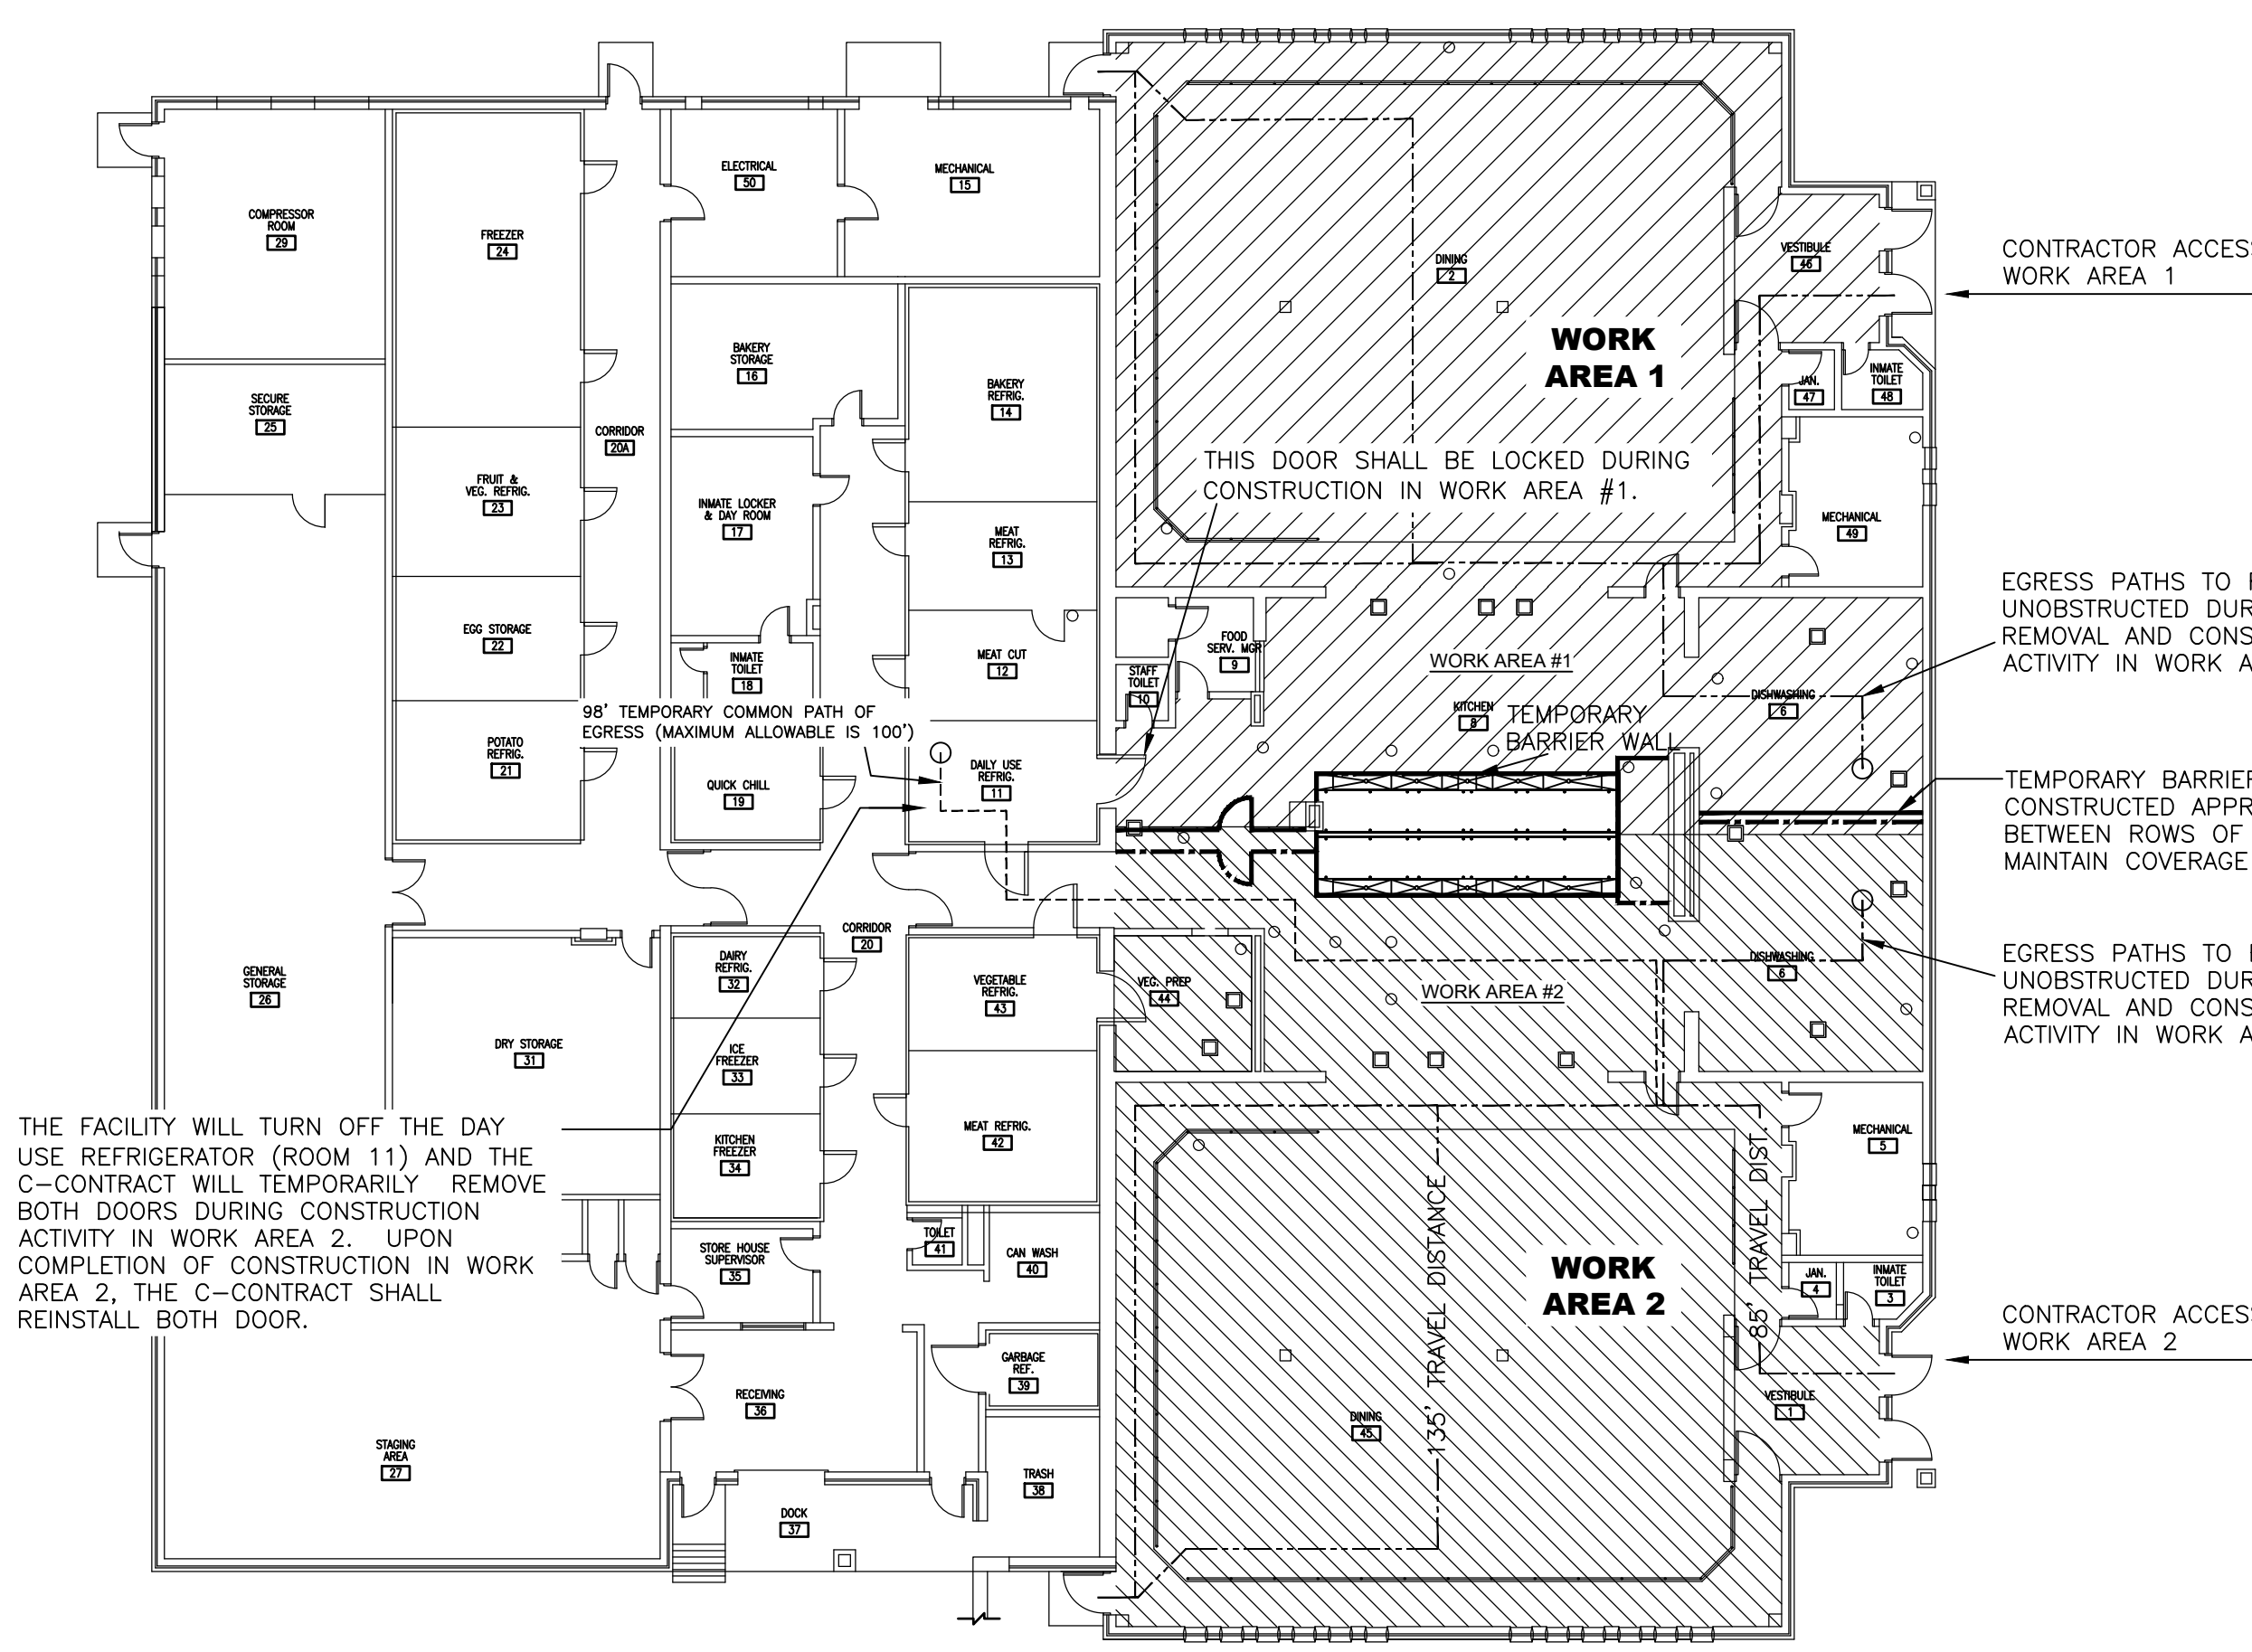 ELECTRICAL
50
MECHANICAL
15
COMPRESSOR
ROOM
29
FREEZER
24
DINING
2
VESTIBULE
46
CONTRACTOR ACCESS
WORK AREA 1
WORK
AREA 1
BAKERY
STORAGE
16
BAKERY
REFRIG.
14
JAN.
47
INMATE
TOILET
48
SECURE
STORAGE
25
CORRIDOR
20A
THIS DOOR SHALL BE LOCKED DURING
CONSTRUCTION IN WORK AREA #1.
FRUIT &
VEG. REFRIG.
23
INMATE LOCKER
& DAY ROOM
17
MEAT
REFRIG.
13
MECHANICAL
49
EGRESS PATHS TO
UNOBSTRUCTED
REMOVAL AND
ACTIVITY IN WORK
EGG STORAGE
22
INMATE
TOILET
18
MEAT CUT
12
STAFF
TOILET
10
FOOD
SERV. MGR
9
WORK AREA #1
KITCHEN
8
DISHWASHING
6
98' TEMPORARY COMMON PATH OF
EGRESS (MAXIMUM ALLOWABLE IS 100')
TEMPORARY
BARRIER WALL
POTATO
REFRIG.
21
QUICK CHILL
19
DAILY USE
REFRIG.
11
TEMPORARY BARRIER
CONSTRUCTED
BETWEEN ROWS OF
MAINTAIN COVERAGE
CORRIDOR
20
GENERAL
STORAGE
26
DAIRY
REFRIG.
32
VEGETABLE
REFRIG.
43
VEG. PREP
44
WORK AREA #2
DISHWASHING
6
EGRESS PATHS TO
UNOBSTRUCTED
REMOVAL AND
ACTIVITY IN WORK
DRY STORAGE
31
ICE
FREEZER
33
THE FACILITY WILL TURN OFF THE DAY
USE REFRIGERATOR (ROOM 11) AND THE
C-CONTRACT WILL TEMPORARILY REMOVE
BOTH DOORS DURING CONSTRUCTION
ACTIVITY IN WORK AREA 2. UPON
COMPLETION OF CONSTRUCTION IN WORK
AREA 2, THE C-CONTRACT SHALL
REINSTALL BOTH DOOR.
KITCHEN
FREEZER
34
MEAT REFRIG.
42
MECHANICAL
5
135' TRAVEL DISTANCE
85' TRAVEL DIST.
STORE HOUSE
SUPERVISOR
35
TOILET
41
CAN WASH
40
WORK
AREA 2
JAN.
4
INMATE
TOILET
3
CONTRACTOR ACCESS
WORK AREA 2
GARBAGE
REF.
39
RECEIVING
36
DINING
45
VESTIBULE
1
STAGING
AREA
27
TRASH
38
DOCK
37